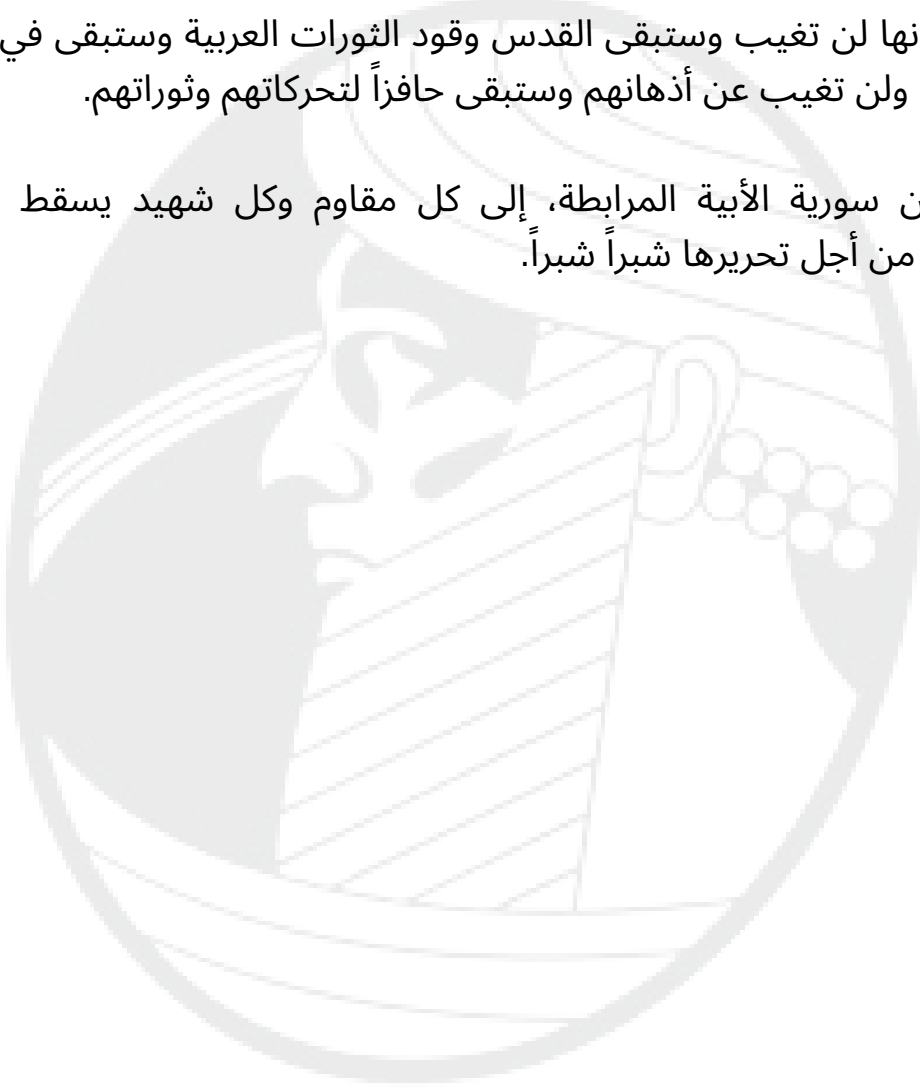 نها لن تغيب وستبقى القدس وقود الثورات العربية وستبقى في
ولن تغيب عن أذهانهم وستبقى حافزاً لتحركاتهم وثوراتهم.
سورية الأبية المرابطة، إلى كل مقاوم وكل شهيد يسقط
من أجل تحريرها شبراً شبراً.